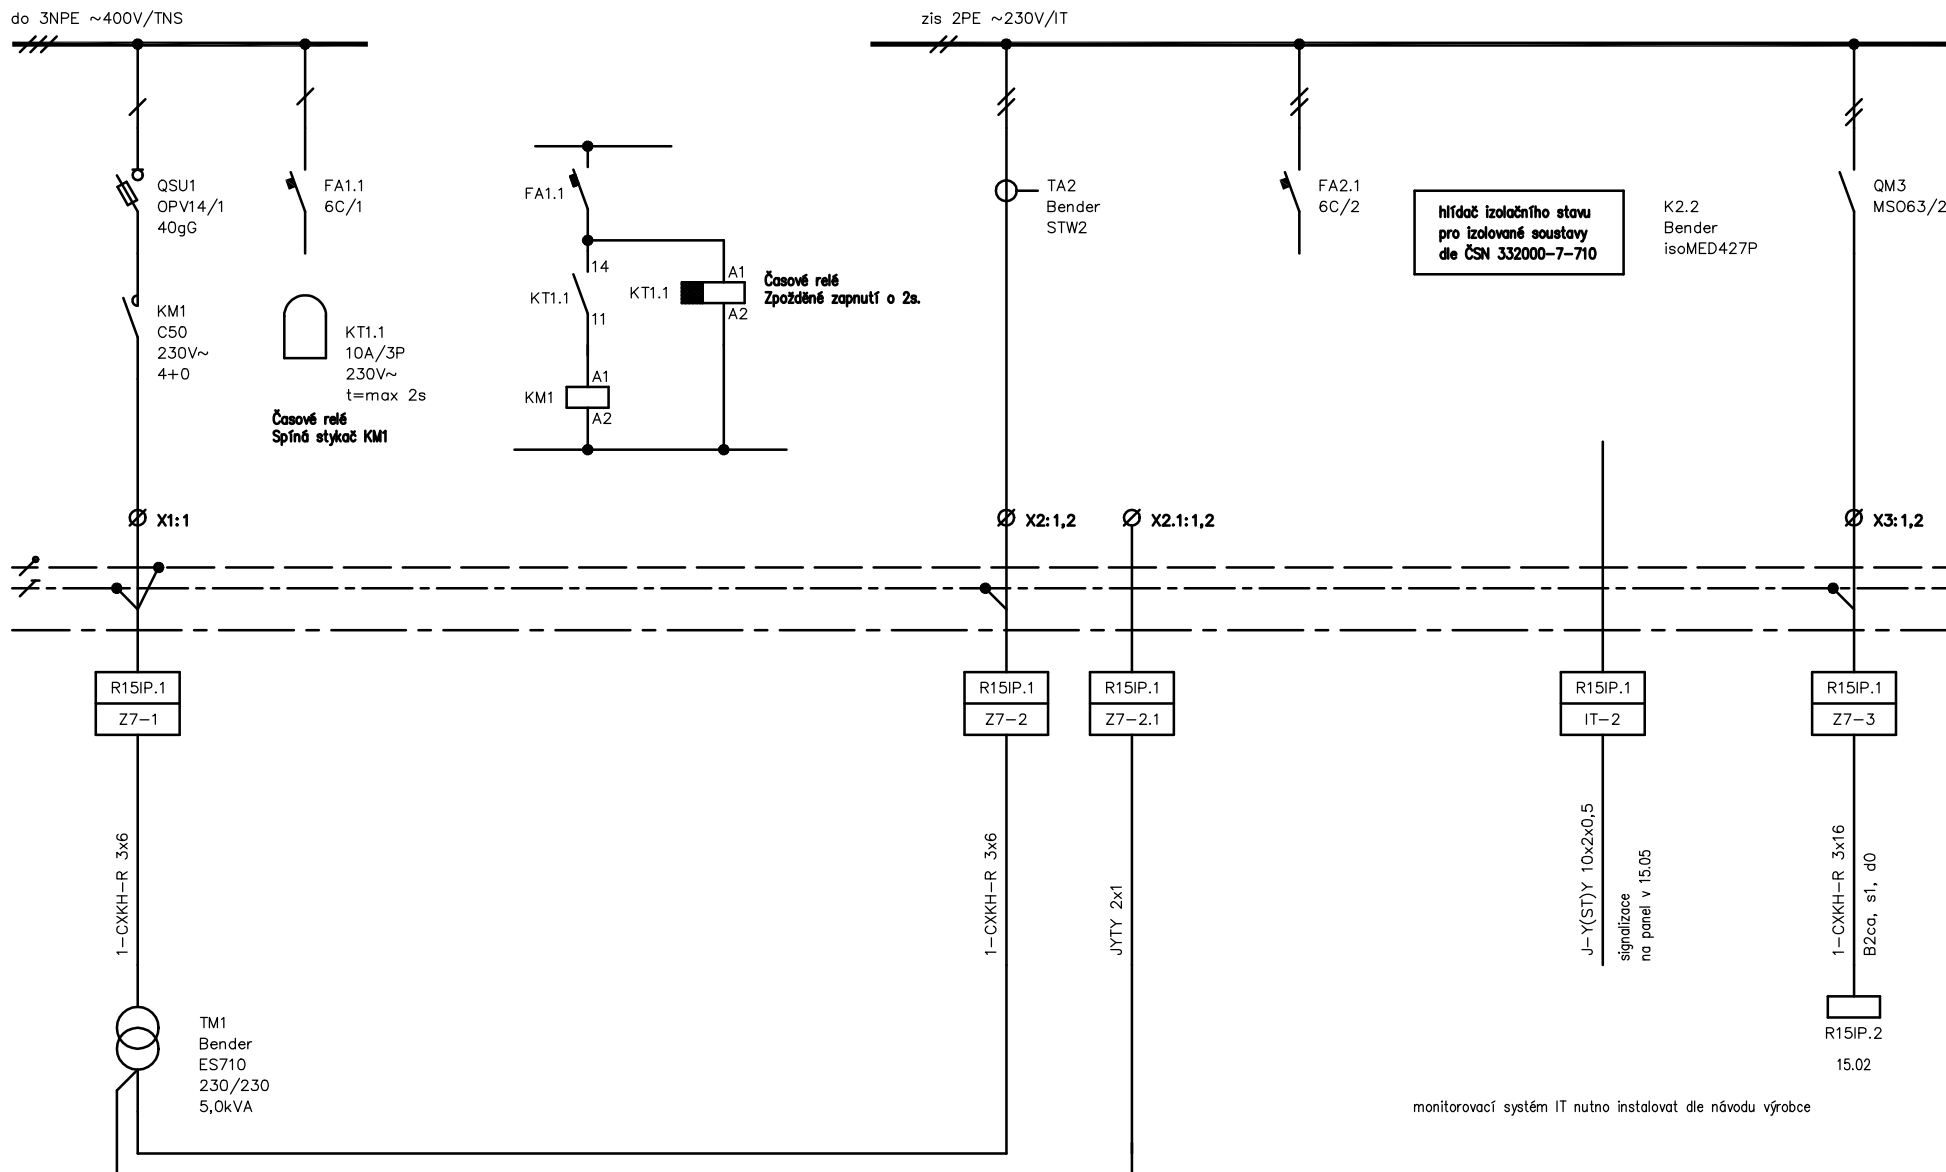 do 3NPE ~400V/TNS
zis 2PE ~230V/IT
QSU1
OPV14/1
40gG
FA1.1
6C/1
KM1
C50
230V~
4+0
KT1.1
10A/3P
230V~
t=max 2s
Časové relé
Spíná stykač KM1
FA1.1
14
KT1.1
11
A1
KM1
A2
KT1.1
A1
A2
Časové relé
Zpožděné zapnutí o 2s.
TA2
Bender
STW2
FA2.1
6C/2
hlídač izolačního stavu
pro izolované soustavy
dle ČSN 332000-7-710
K2.2
Bender
isoMED427P
QM3
MSO63/2
X1:1
X2:1,2
X2.1:1,2
X3:1,2
R15IP.1
Z7-1
R15IP.1
Z7-2
R15IP.1
Z7-2.1
R15IP.1
IT-2
R15IP.1
Z7-3
1-CXKH-R 3x6
1-CXKH-R 3x6
JYTY 2x1
J-Y(ST)Y 10x2x0,5
signalizace
na panel v 15.05
1-CXKH-R 3x16
B2ca, s1, d0
TM1
Bender
ES710
230/230
5,0kVA
R15IP.2
15.02
monitorovací systém IT nutno instalovat dle návodu výrobce